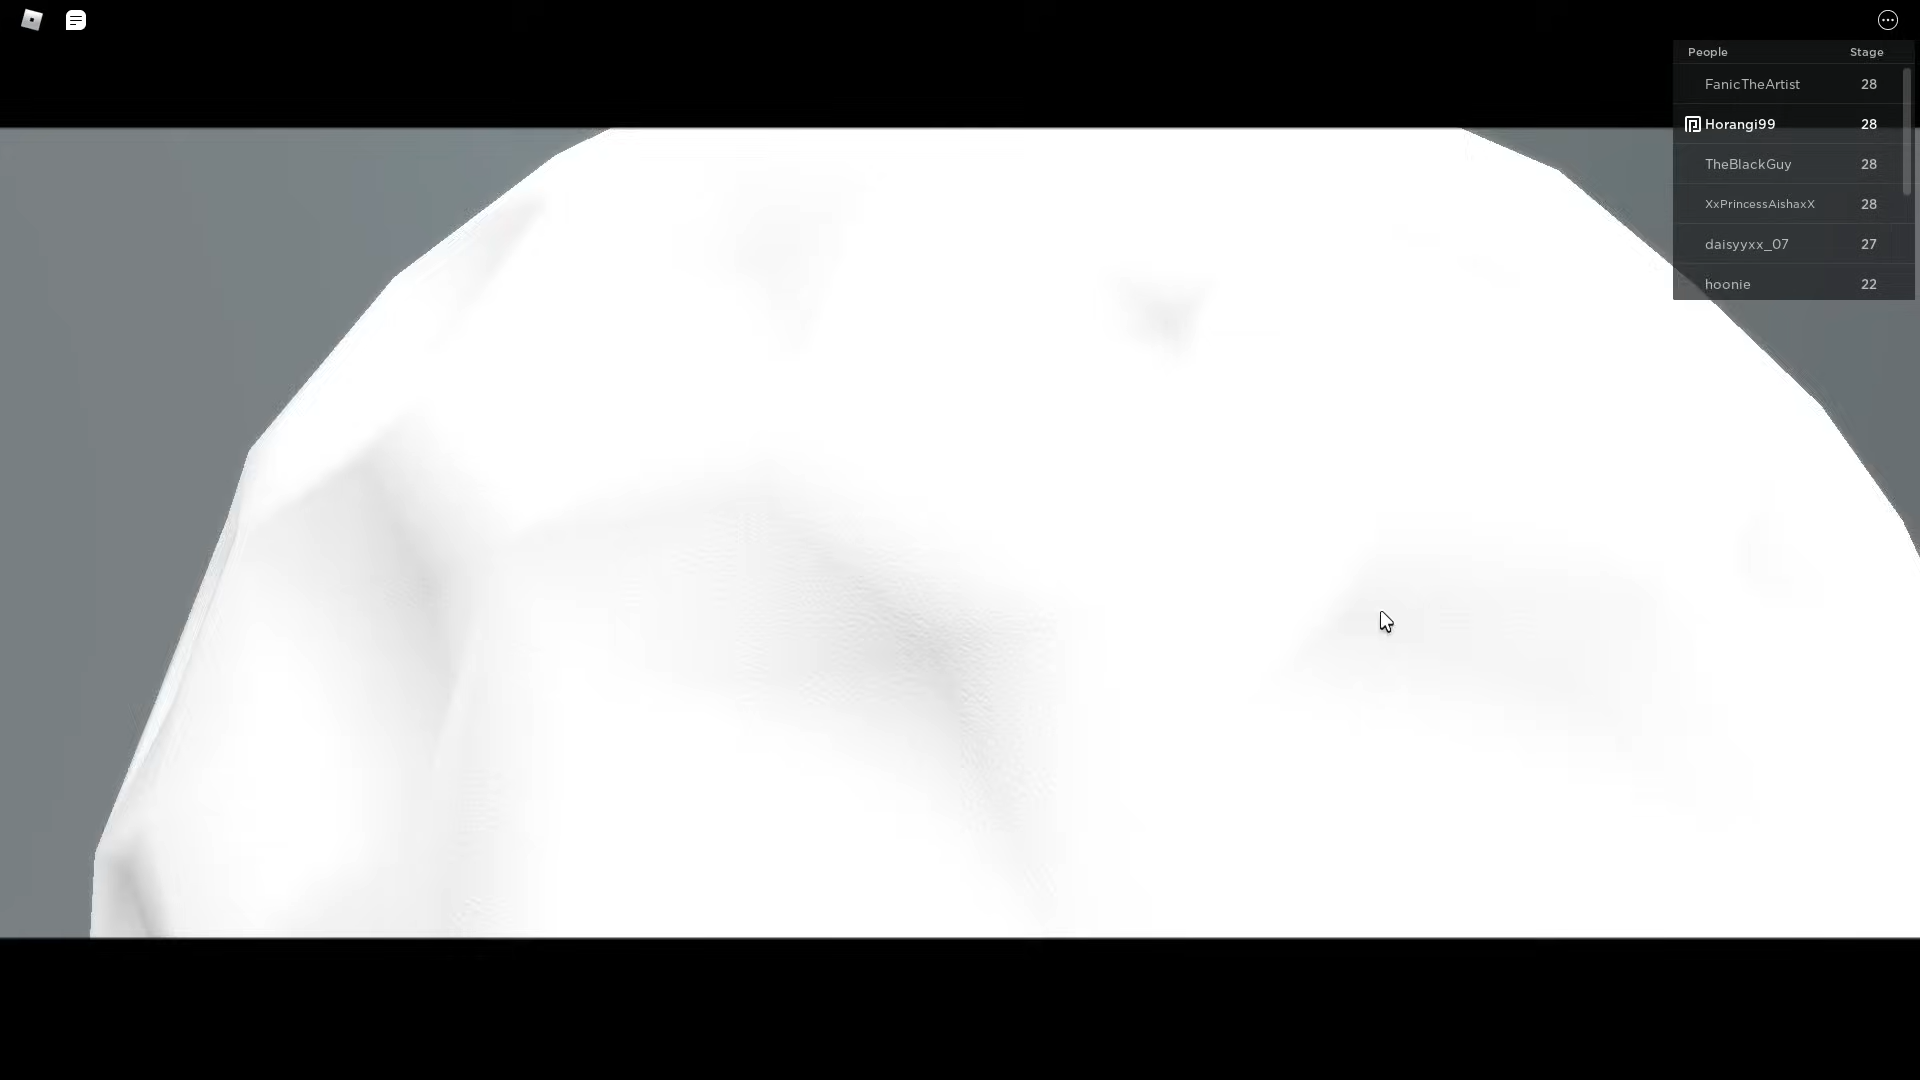 People Stage
FanicTheArtist 28
Horangi99 28
TheBlackGuy 28
XxPrincessAishaxX 28
daisyyxx_07 27
hoonie 22